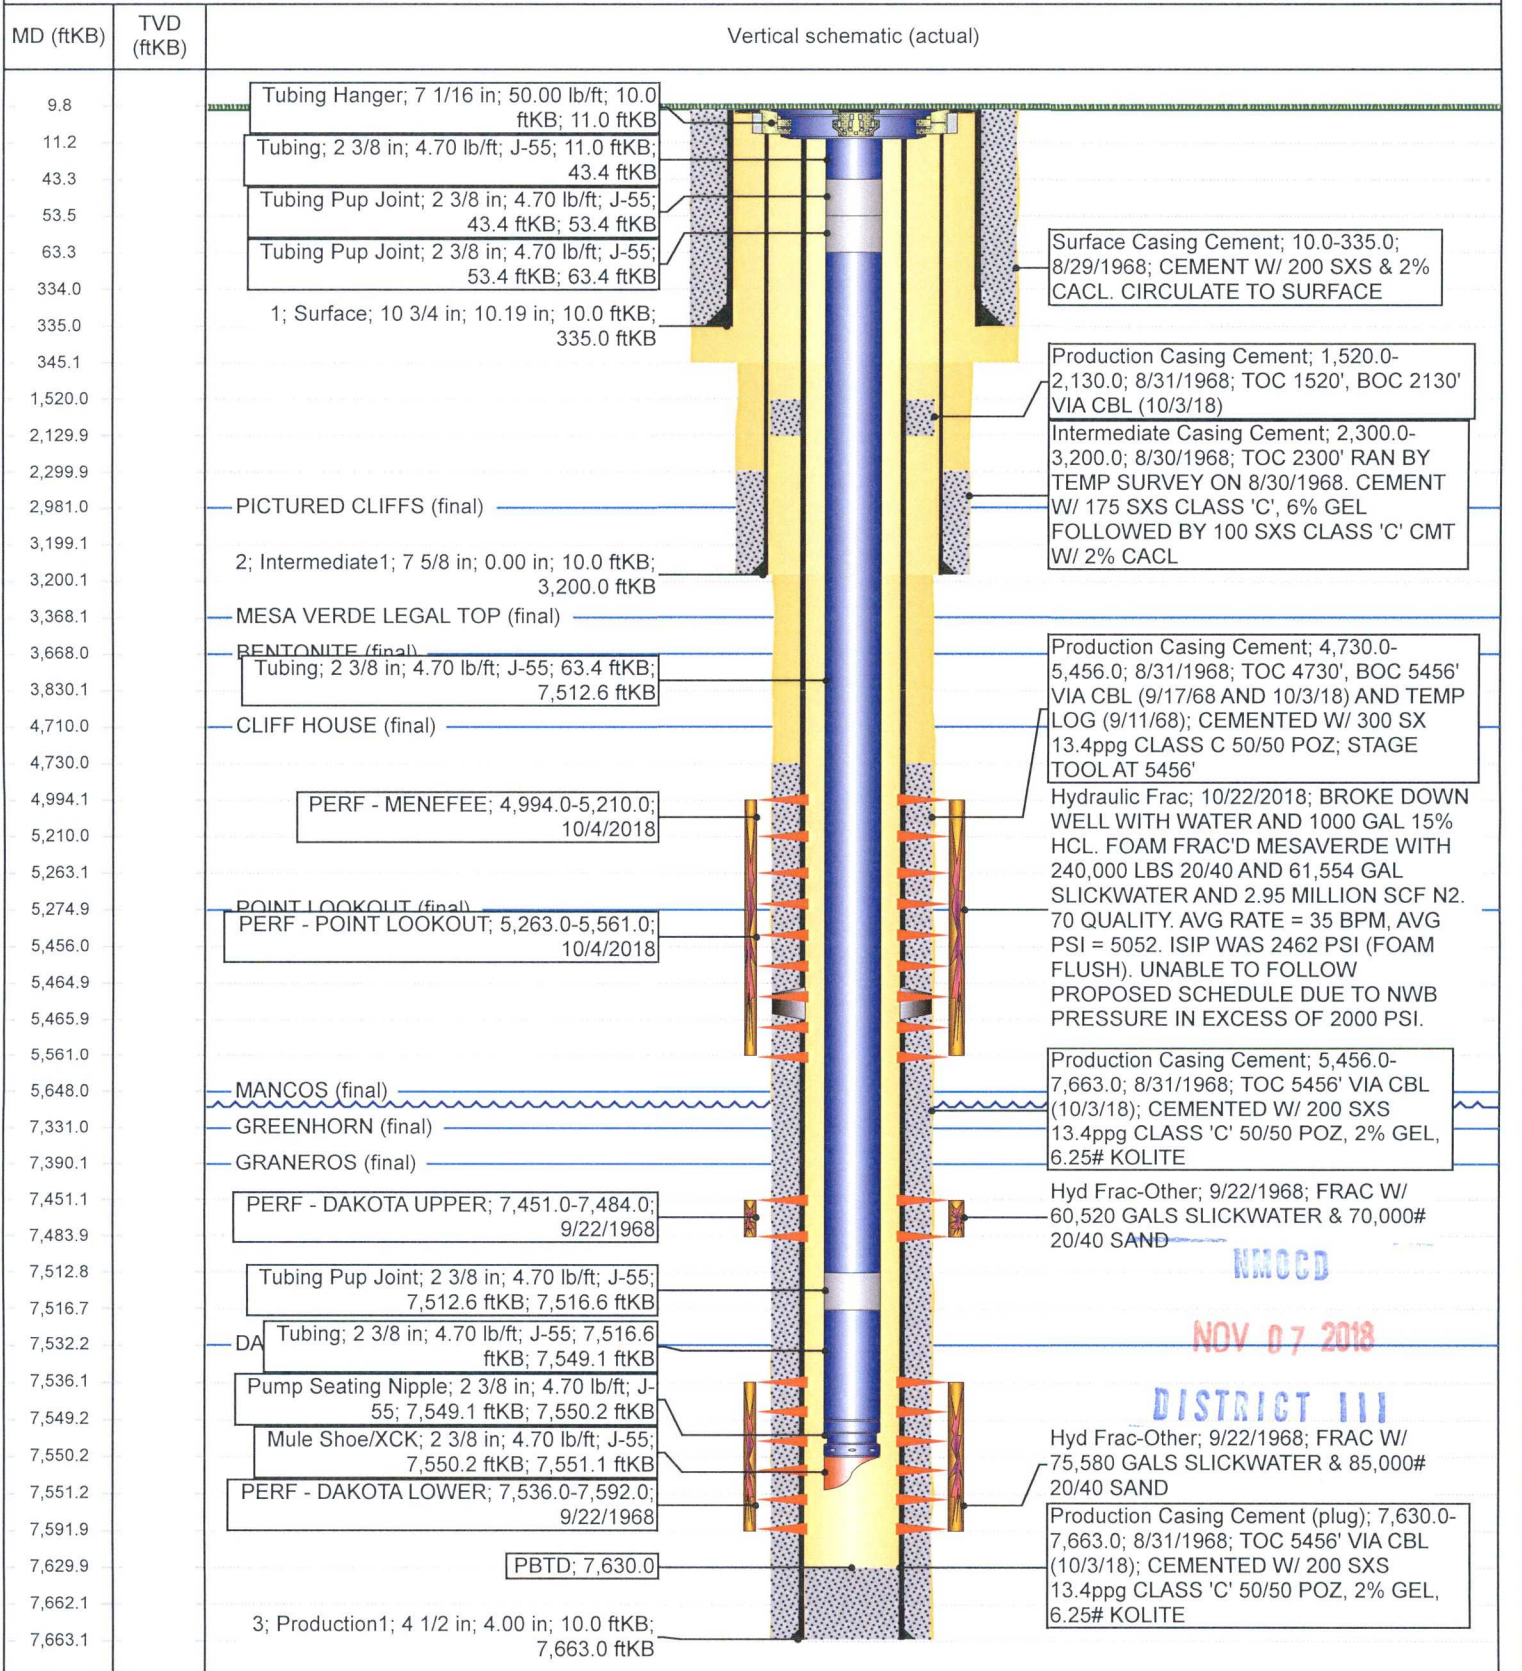 MD (ftKB)
TVD
(ftKB)
Vertical schematic (actual)
9.8
11.2
43.3
53.5
63.3
334.0
335.0
345.1
1,520.0
2,129.9
2,299.9
2,981.0
3,199.1
3,200.1
3,368.1
3,668.0
3,830.1
4,710.0
4,730.0
4,994.1
5,210.0
5,263.1
5,274.9
5,456.0
5,464.9
5,465.9
5,561.0
5,648.0
7,331.0
7,390.1
7,451.1
7,483.9
7,512.8
7,516.7
7,532.2
7,536.1
7,549.2
7,550.2
7,551.2
7,591.9
7,629.9
7,662.1
7,663.1
Tubing Hanger; 7 1/16 in; 50.00 lb/ft; 10.0
ftKB; 11.0 ftKB
Tubing; 2 3/8 in; 4.70 lb/ft; J-55; 11.0 ftKB;
43.4 ftKB
Tubing Pup Joint; 2 3/8 in; 4.70 lb/ft; J-55;
43.4 ftKB; 53.4 ftKB
Tubing Pup Joint; 2 3/8 in; 4.70 lb/ft; J-55;
53.4 ftKB; 63.4 ftKB
1; Surface; 10 3/4 in; 10.19 in; 10.0 ftKB;
335.0 ftKB
PICTURED CLIFFS (final)
2; Intermediate1; 7 5/8 in; 0.00 in; 10.0 ftKB;
3,200.0 ftKB
MESA VERDE LEGAL TOP (final)
BENTONITE (final)
Tubing; 2 3/8 in; 4.70 lb/ft; J-55; 63.4 ftKB;
7,512.6 ftKB
CLIFF HOUSE (final)
PERF - MENEFEE; 4,994.0-5,210.0;
10/4/2018
POINT LOOKOUT (final)
PERF - POINT LOOKOUT; 5,263.0-5,561.0;
10/4/2018
MANCOS (final)
GREENHORN (final)
GRANEROS (final)
PERF - DAKOTA UPPER; 7,451.0-7,484.0;
9/22/1968
Tubing Pup Joint; 2 3/8 in; 4.70 lb/ft; J-55;
7,512.6 ftKB; 7,516.6 ftKB
DA
Tubing; 2 3/8 in; 4.70 lb/ft; J-55; 7,516.6
ftKB; 7,549.1 ftKB
Pump Seating Nipple; 2 3/8 in; 4.70 lb/ft; J-
55; 7,549.1 ftKB; 7,550.2 ftKB
Mule Shoe/XCK; 2 3/8 in; 4.70 lb/ft; J-55;
7,550.2 ftKB; 7,551.1 ftKB
PERF - DAKOTA LOWER; 7,536.0-7,592.0;
9/22/1968
PBTD; 7,630.0
3; Production1; 4 1/2 in; 4.00 in; 10.0 ftKB;
7,663.0 ftKB
Surface Casing Cement; 10.0-335.0;
8/29/1968; CEMENT W/ 200 SXS & 2%
CACL. CIRCULATE TO SURFACE
Production Casing Cement; 1,520.0-
2,130.0; 8/31/1968; TOC 1520', BOC 2130'
VIA CBL (10/3/18)
Intermediate Casing Cement; 2,300.0-
3,200.0; 8/30/1968; TOC 2300' RAN BY
TEMP SURVEY ON 8/30/1968. CEMENT
W/ 175 SXS CLASS 'C', 6% GEL
FOLLOWED BY 100 SXS CLASS 'C' CMT
W/ 2% CACL
Production Casing Cement; 4,730.0-
5,456.0; 8/31/1968; TOC 4730', BOC 5456'
VIA CBL (9/17/68 AND 10/3/18) AND TEMP
LOG (9/11/68); CEMENTED W/ 300 SX
13.4ppg CLASS C 50/50 POZ; STAGE
TOOL AT 5456'
Hydraulic Frac; 10/22/2018; BROKE DOWN
WELL WITH WATER AND 1000 GAL 15%
HCL. FOAM FRAC'D MESAVERDE WITH
240,000 LBS 20/40 AND 61,554 GAL
SLICKWATER AND 2.95 MILLION SCF N2.
70 QUALITY. AVG RATE = 35 BPM, AVG
PSI = 5052. ISIP WAS 2462 PSI (FOAM
FLUSH). UNABLE TO FOLLOW
PROPOSED SCHEDULE DUE TO NWB
PRESSURE IN EXCESS OF 2000 PSI.
Production Casing Cement; 5,456.0-
7,663.0; 8/31/1968; TOC 5456' VIA CBL
(10/3/18); CEMENTED W/ 200 SXS
13.4ppg CLASS 'C' 50/50 POZ, 2% GEL,
6.25# KOLITE
Hyd Frac-Other; 9/22/1968; FRAC W/
60,520 GALS SLICKWATER & 70,000#
20/40 SAND
NMOCD
NOV 07 2018
DISTRICT III
Hyd Frac-Other; 9/22/1968; FRAC W/
75,580 GALS SLICKWATER & 85,000#
20/40 SAND
Production Casing Cement (plug); 7,630.0-
7,663.0; 8/31/1968; TOC 5456' VIA CBL
(10/3/18); CEMENTED W/ 200 SXS
13.4ppg CLASS 'C' 50/50 POZ, 2% GEL,
6.25# KOLITE